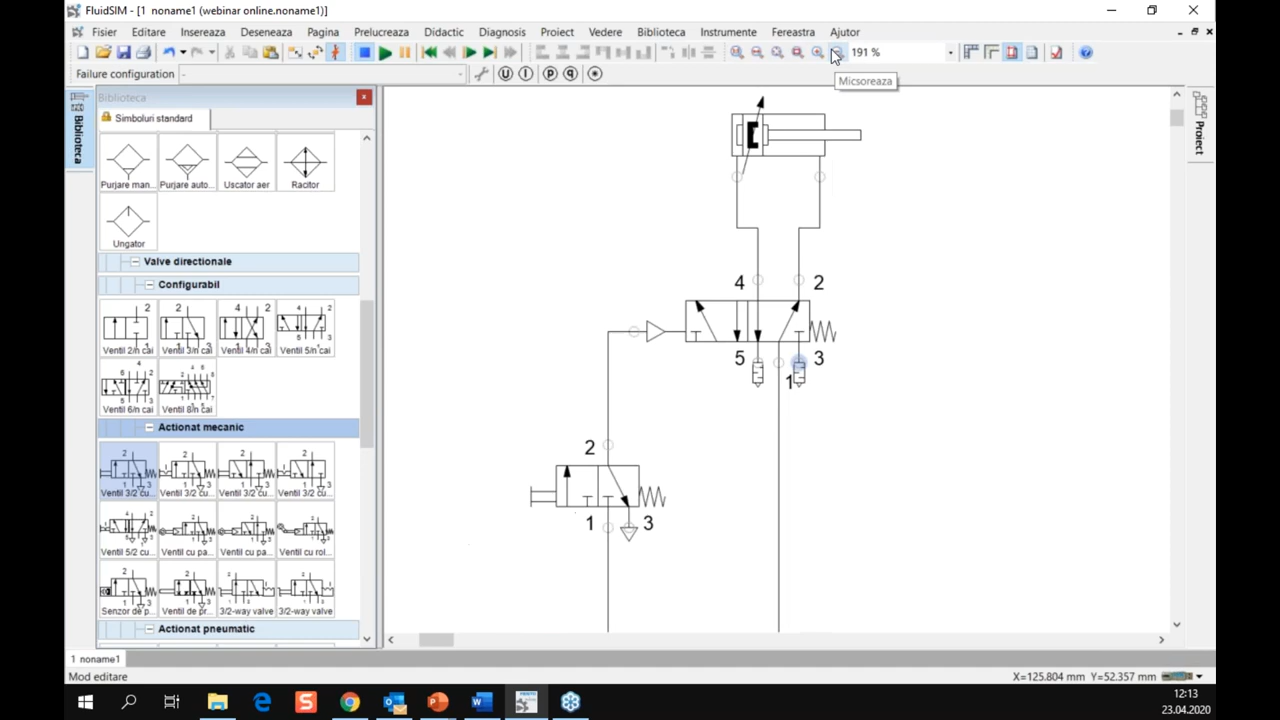 FluidSIM - [1 noname1 (webinar online.noname1)]
Fisier Editare Insereaza Deseneaza Pagina Prelucreaza Didactic Diagnosis Proiect Vedere Biblioteca Instrumente Fereastra Ajutor
191 %
Failure configuration -
Micsoreaza
Biblioteca
Biblioteca
Simboluri standard
Proiect
Purjare man... Purjare auto... Uscator aer Racitor
Ungator
Valve directionale
Configurabil
Ventil 2/n cai Ventil 3/n cai Ventil 4/n cai Ventil 5/n cai
Ventil 6/n cai Ventil 8/n cai
Actionat mecanic
Ventil 3/2 cu... Ventil 3/2 cu... Ventil 3/2 cu... Ventil 3/2 cu...
Ventil 5/2 cu... Ventil cu pa... Ventil cu pa... Ventil cu rol...
Senzor de p... Ventil de pr... 3/2-way valve 3/2-way valve
Actionat pneumatic
4 2
5 1 3
2
1 3
1 noname1
Mod editare
X=125.804 mm Y=52.357 mm
12:13
23.04.2020